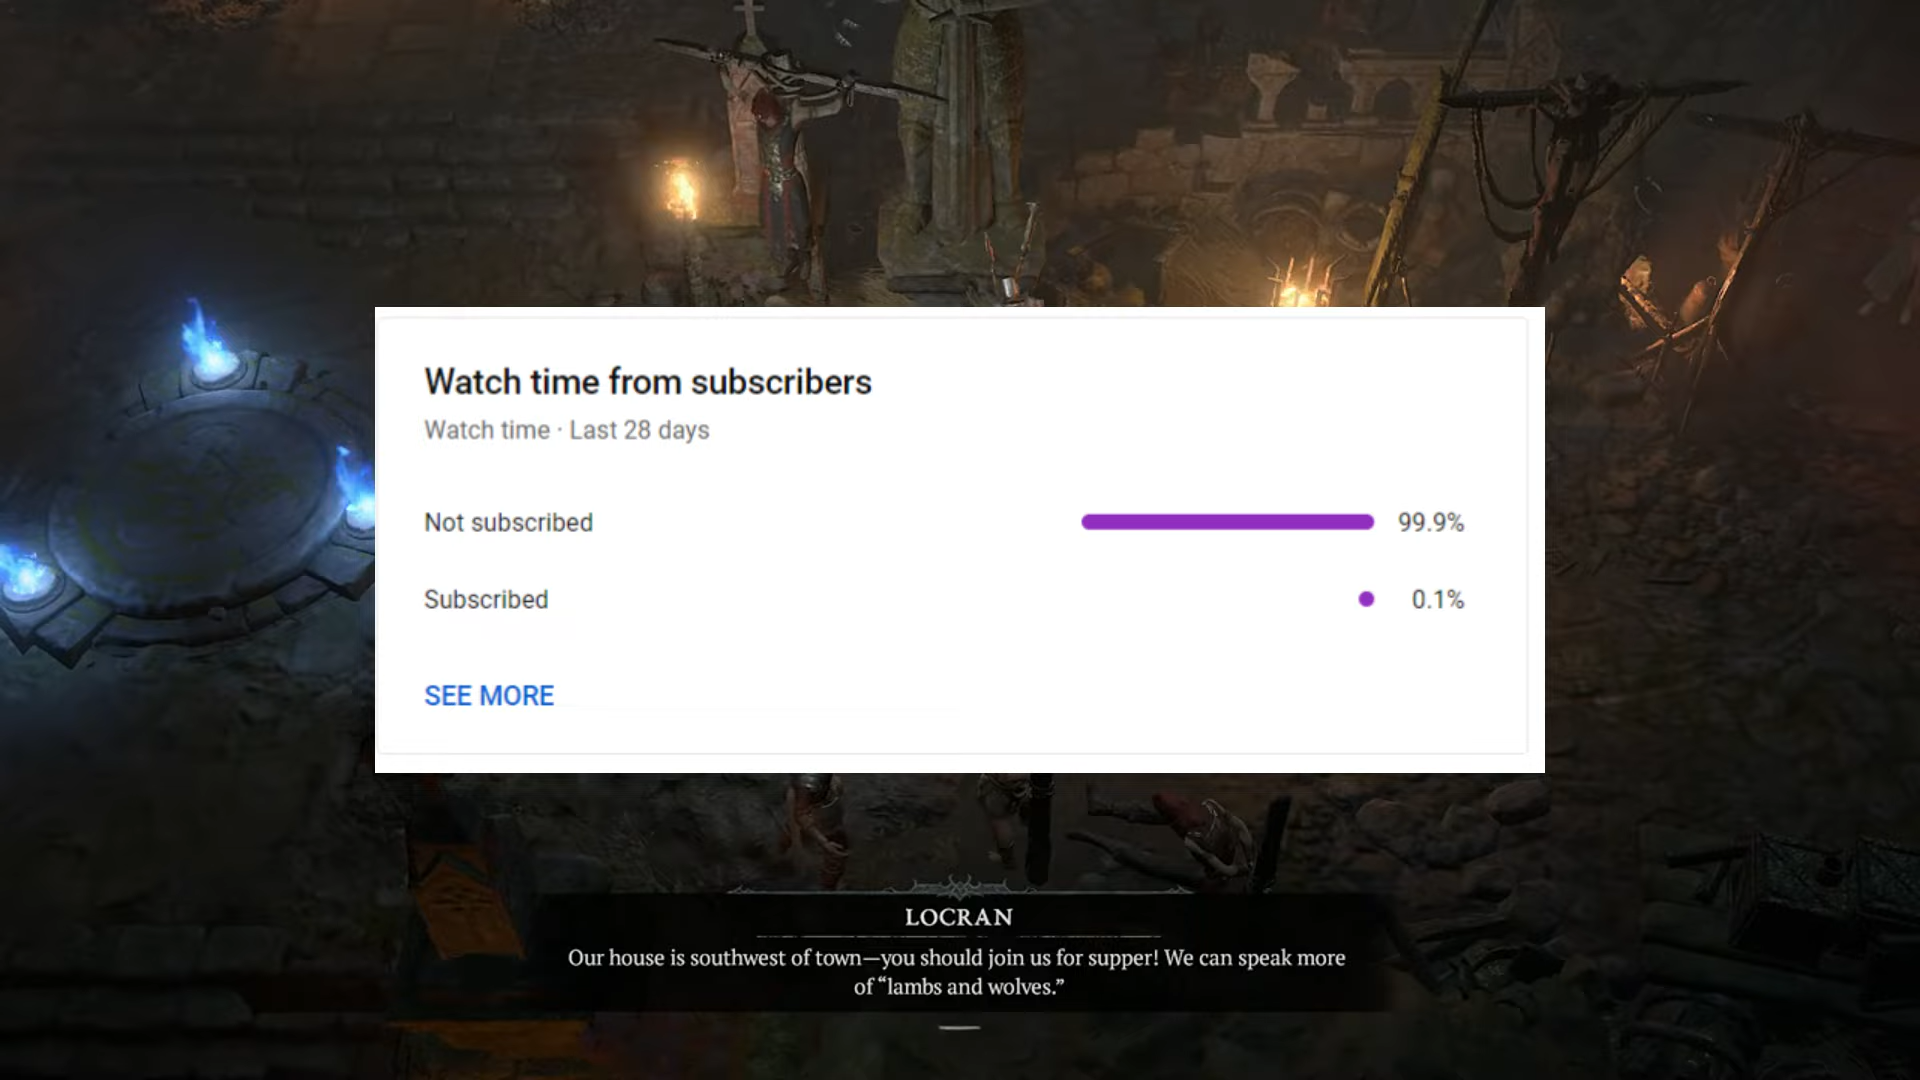 Watch time from subscribers
Watch time · Last 28 days
Not subscribed 99.9%
Subscribed 0.1%
SEE MORE
LOCRAN
Our house is southwest of town—you should join us for supper! We can speak more
of “lambs and wolves.”